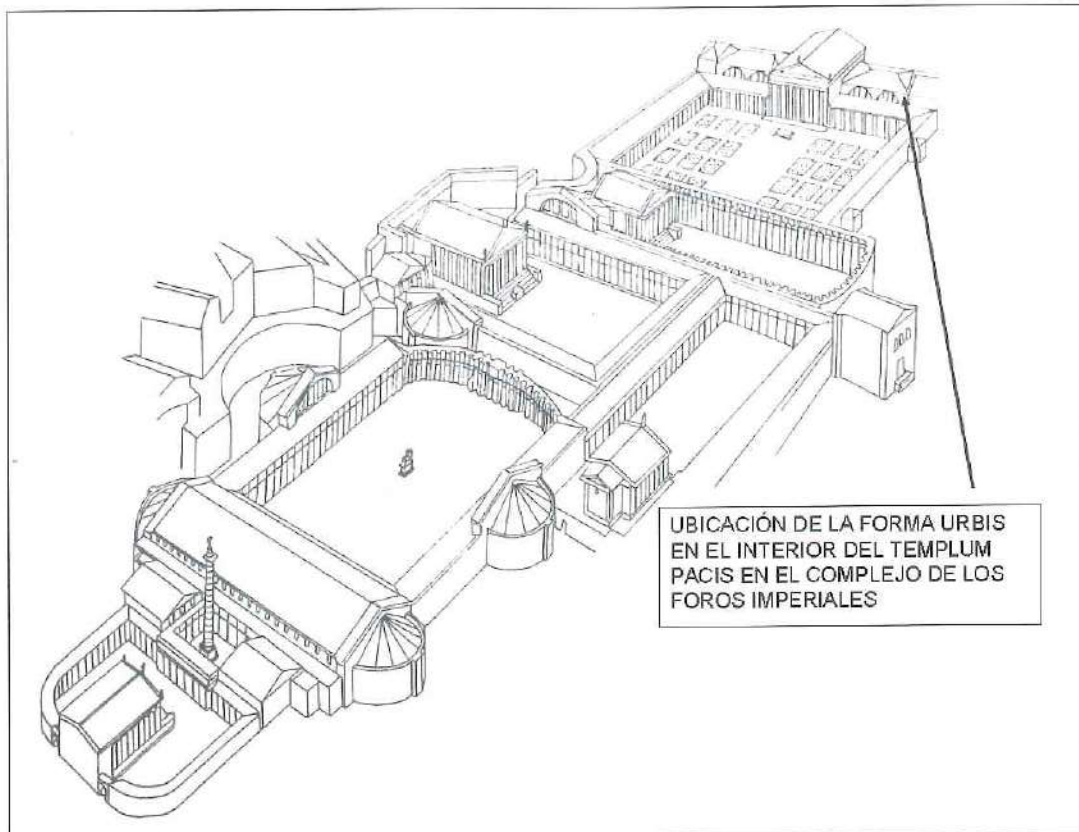 UBICACIÓN DE LA FORMA URBIS
EN EL INTERIOR DEL TEMPLUM
PACIS EN EL COMPLEJO DE LOS
FOROS IMPERIALES